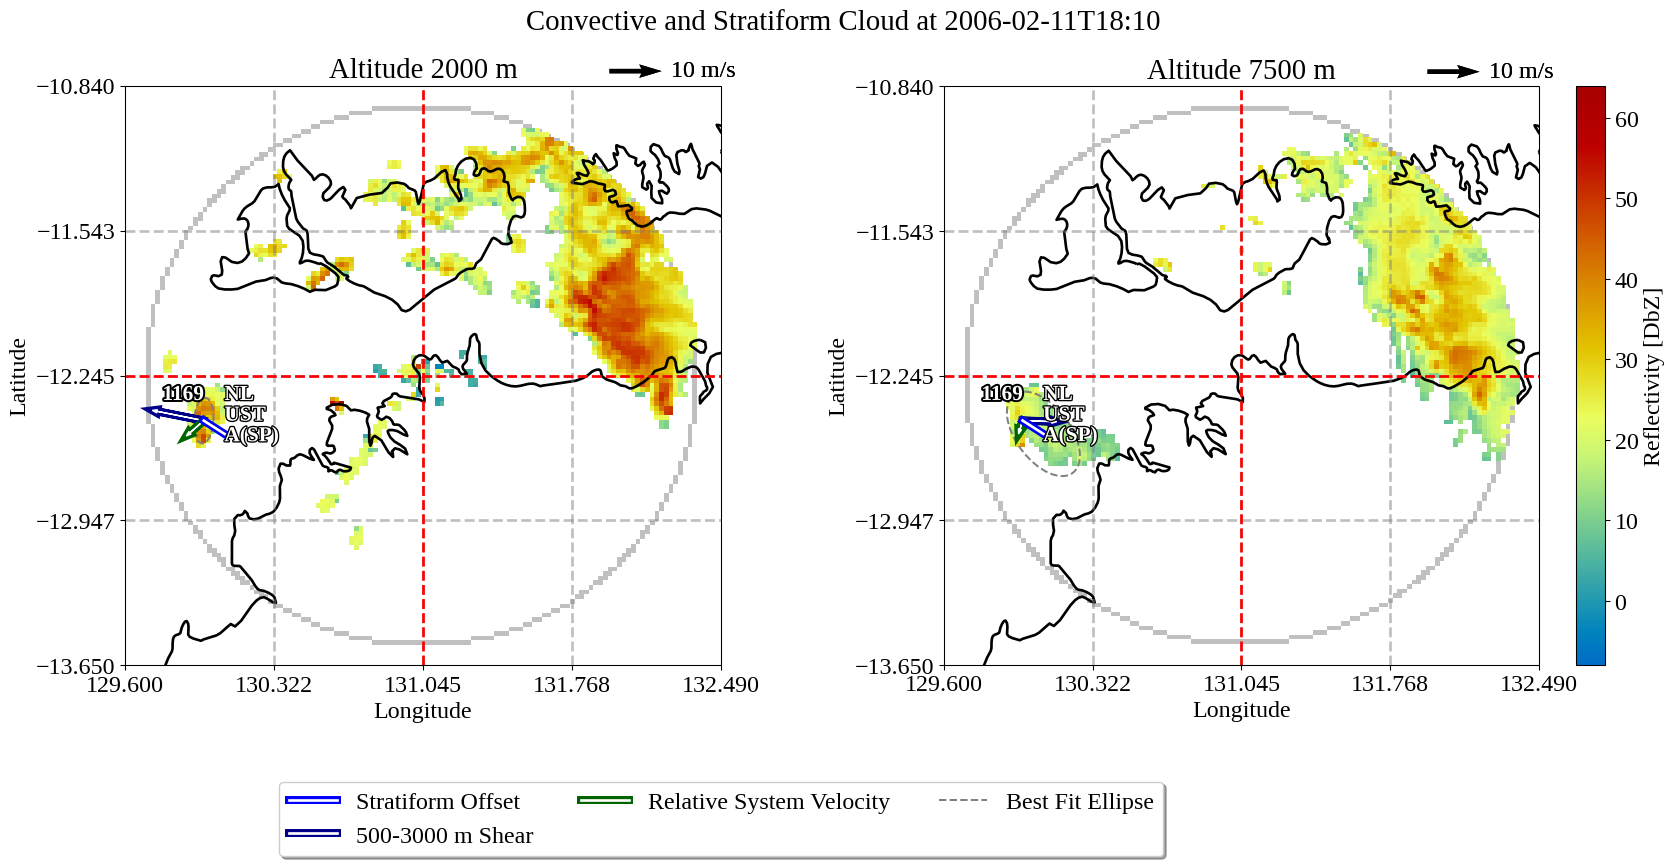 Convective and Stratiform Cloud at 2006-02-11T18:10
Altitude 2000 m
10 m/s
Altitude 7500 m
10 m/s
−10.840
−11.543
−12.245
−12.947
−13.650
Latitude
129.600
130.322
131.045
131.768
132.490
Longitude
1169
NL
UST
A(SP)
−10.840
−11.543
−12.245
−12.947
−13.650
Latitude
129.600
130.322
131.045
131.768
132.490
Longitude
1169
NL
UST
A(SP)
60
50
40
30
20
10
0
Reflectivity [DbZ]
Stratiform Offset
500-3000 m Shear
Relative System Velocity
Best Fit Ellipse